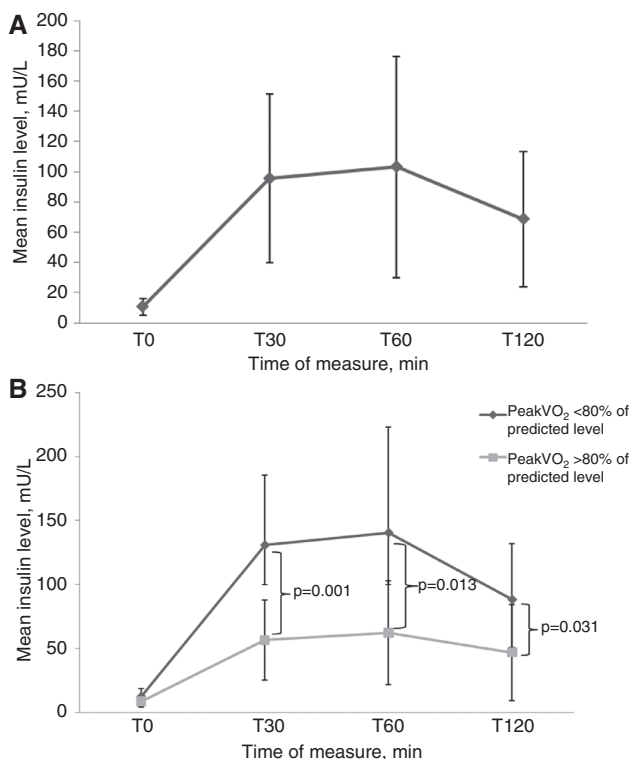 A
Mean insulin level, mU/L
200
180
160
140
120
100
80
60
40
20
0
T0 T30 T60 T120
Time of measure, min
B
Mean insulin level, mU/L
250
200
150
100
50
0
PeakVO₂ <80% of
predicted level
PeakVO₂ >80% of
predicted level
p=0.001
p=0.013
p=0.031
T0 T30 T60 T120
Time of measure, min